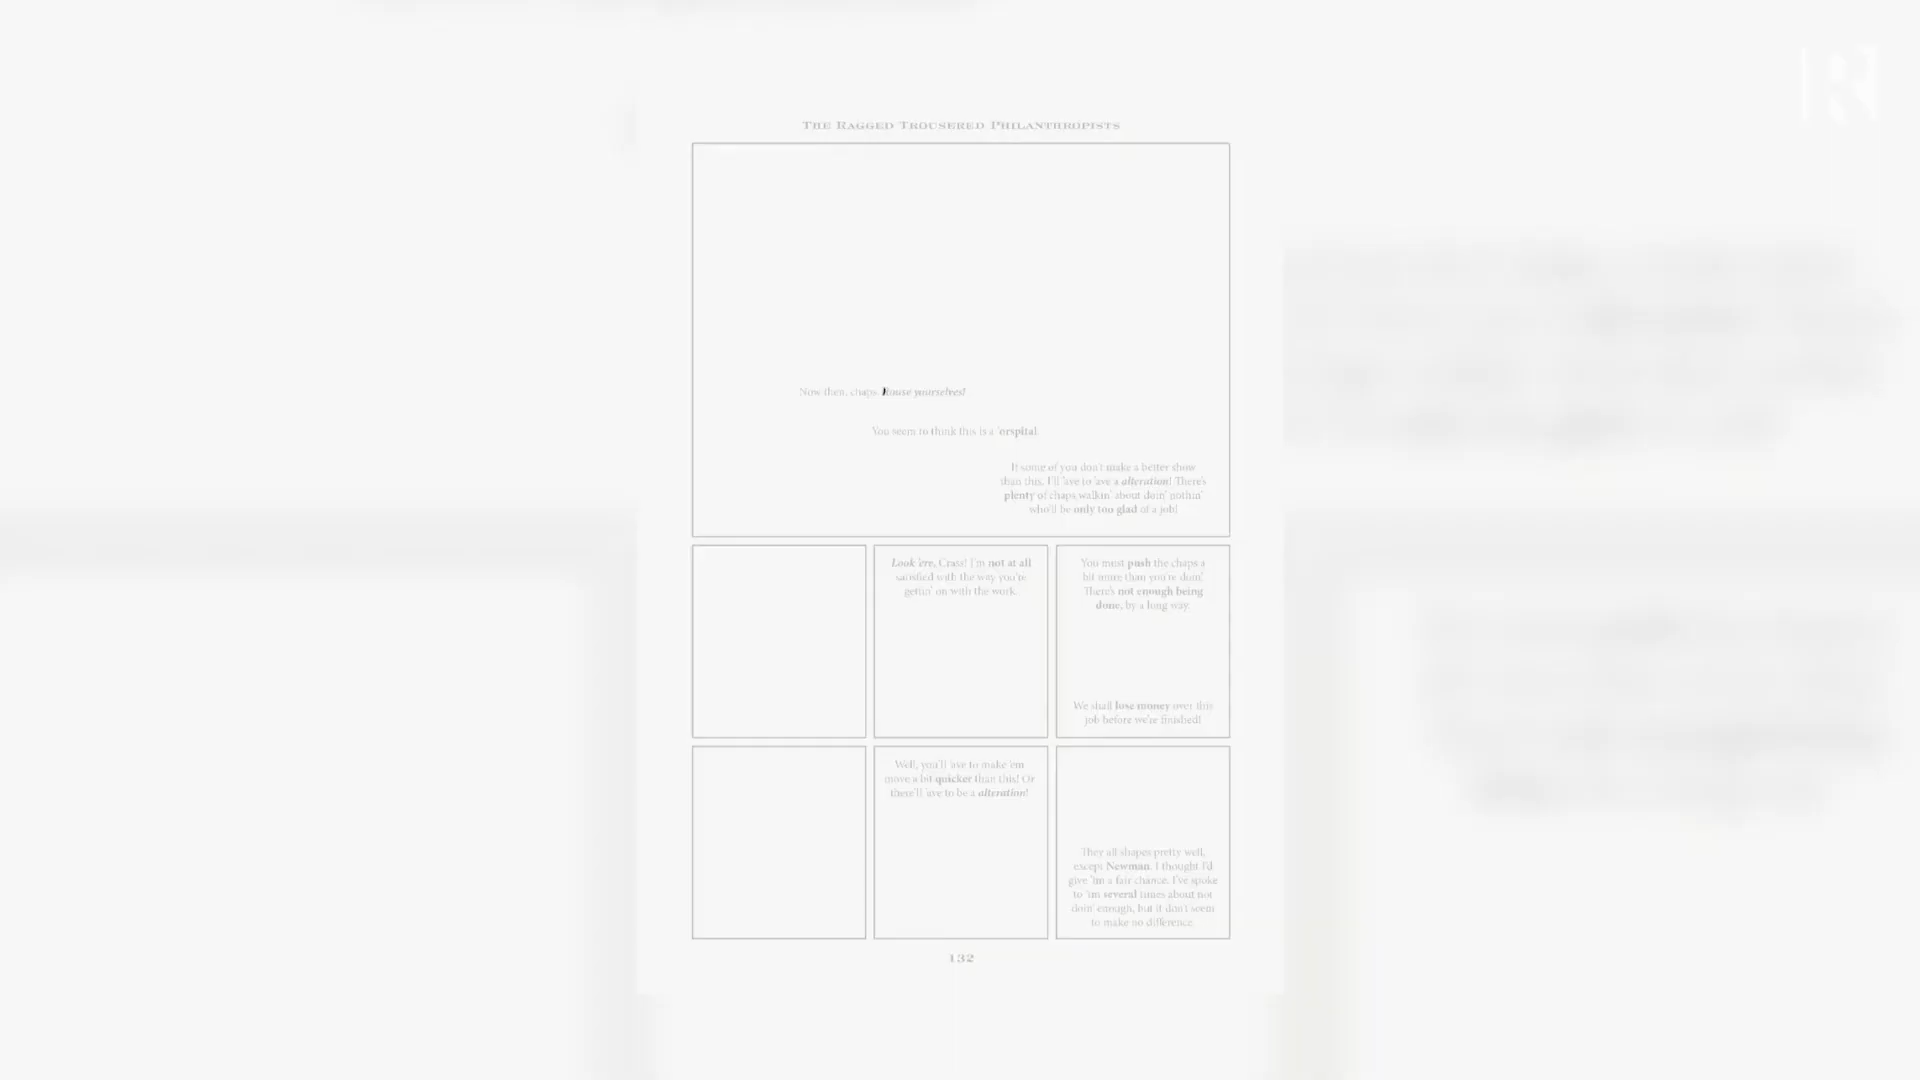 THE RAGGED TROUSERED PHILANTHROPISTS
Now then, chaps. Rouse yourselves!
You seem to think this is a 'orspital.
If some of you don't make a better show
than this, I'll 'ave to 'ave a alteration! There's
plenty of chaps walkin' about doin' nothin'
who'll be only too glad of a job!
Look 'ere, Crass! I'm not at all
satisfied with the way you're
gettin' on with the work.
You must push the chaps a
bit more than you're doin'.
There's not enough being
done, by a long way.
We shall lose money over this
job before we're finished!
Well, you'll 'ave to make 'em
move a bit quicker than this! Or
there'll 'ave to be a alteration!
They all shapes pretty well,
except Newman. I thought I'd
give 'im a fair chance. I've spoke
to 'im several times about not
doin' enough, but it don't seem
to make no difference.
132